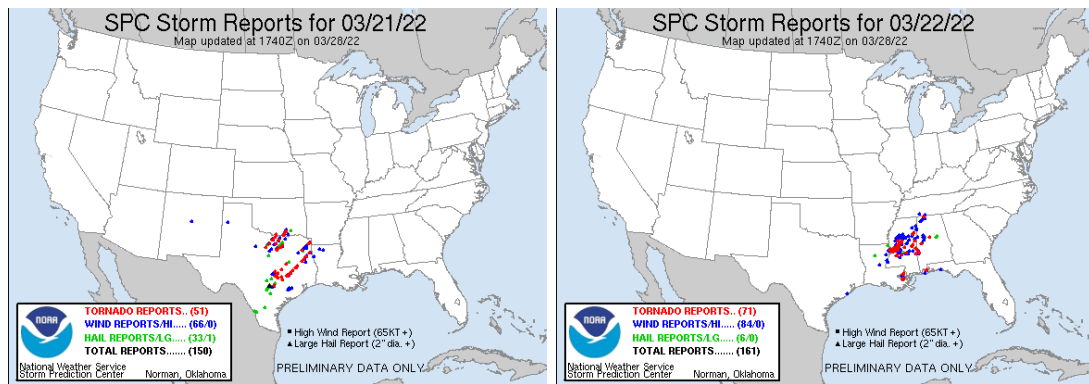 SPC Storm Reports for 03/21/22
Map updated at 1740Z on 03/28/22
TORNADO REPORTS.. (51)
WIND REPORTS/HI..... (66/0)
HAIL REPORTS/LG..... (33/1)
TOTAL REPORTS....... (150)
NOAA
National Weather Service
Storm Prediction Center Norman, Oklahoma
■ High Wind Report (65KT +)
▲ Large Hail Report (2" dia. +)
PRELIMINARY DATA ONLY
SPC Storm Reports for 03/22/22
Map updated at 1740Z on 03/28/22
TORNADO REPORTS.. (71)
WIND REPORTS/HI..... (84/0)
HAIL REPORTS/LG..... (6/0)
TOTAL REPORTS....... (161)
NOAA
National Weather Service
Storm Prediction Center Norman, Oklahoma
■ High Wind Report (65KT +)
▲ Large Hail Report (2" dia. +)
PRELIMINARY DATA ONLY